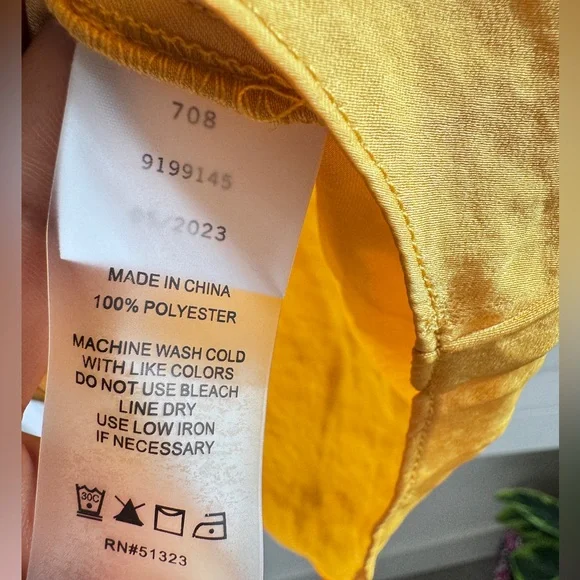 708
9199145
/2023
MADE IN CHINA
100% POLYESTER
MACHINE WASH COLD
WITH LIKE COLORS
DO NOT USE BLEACH
LINE DRY
USE LOW IRON
IF NECESSARY
30C
RN#51323